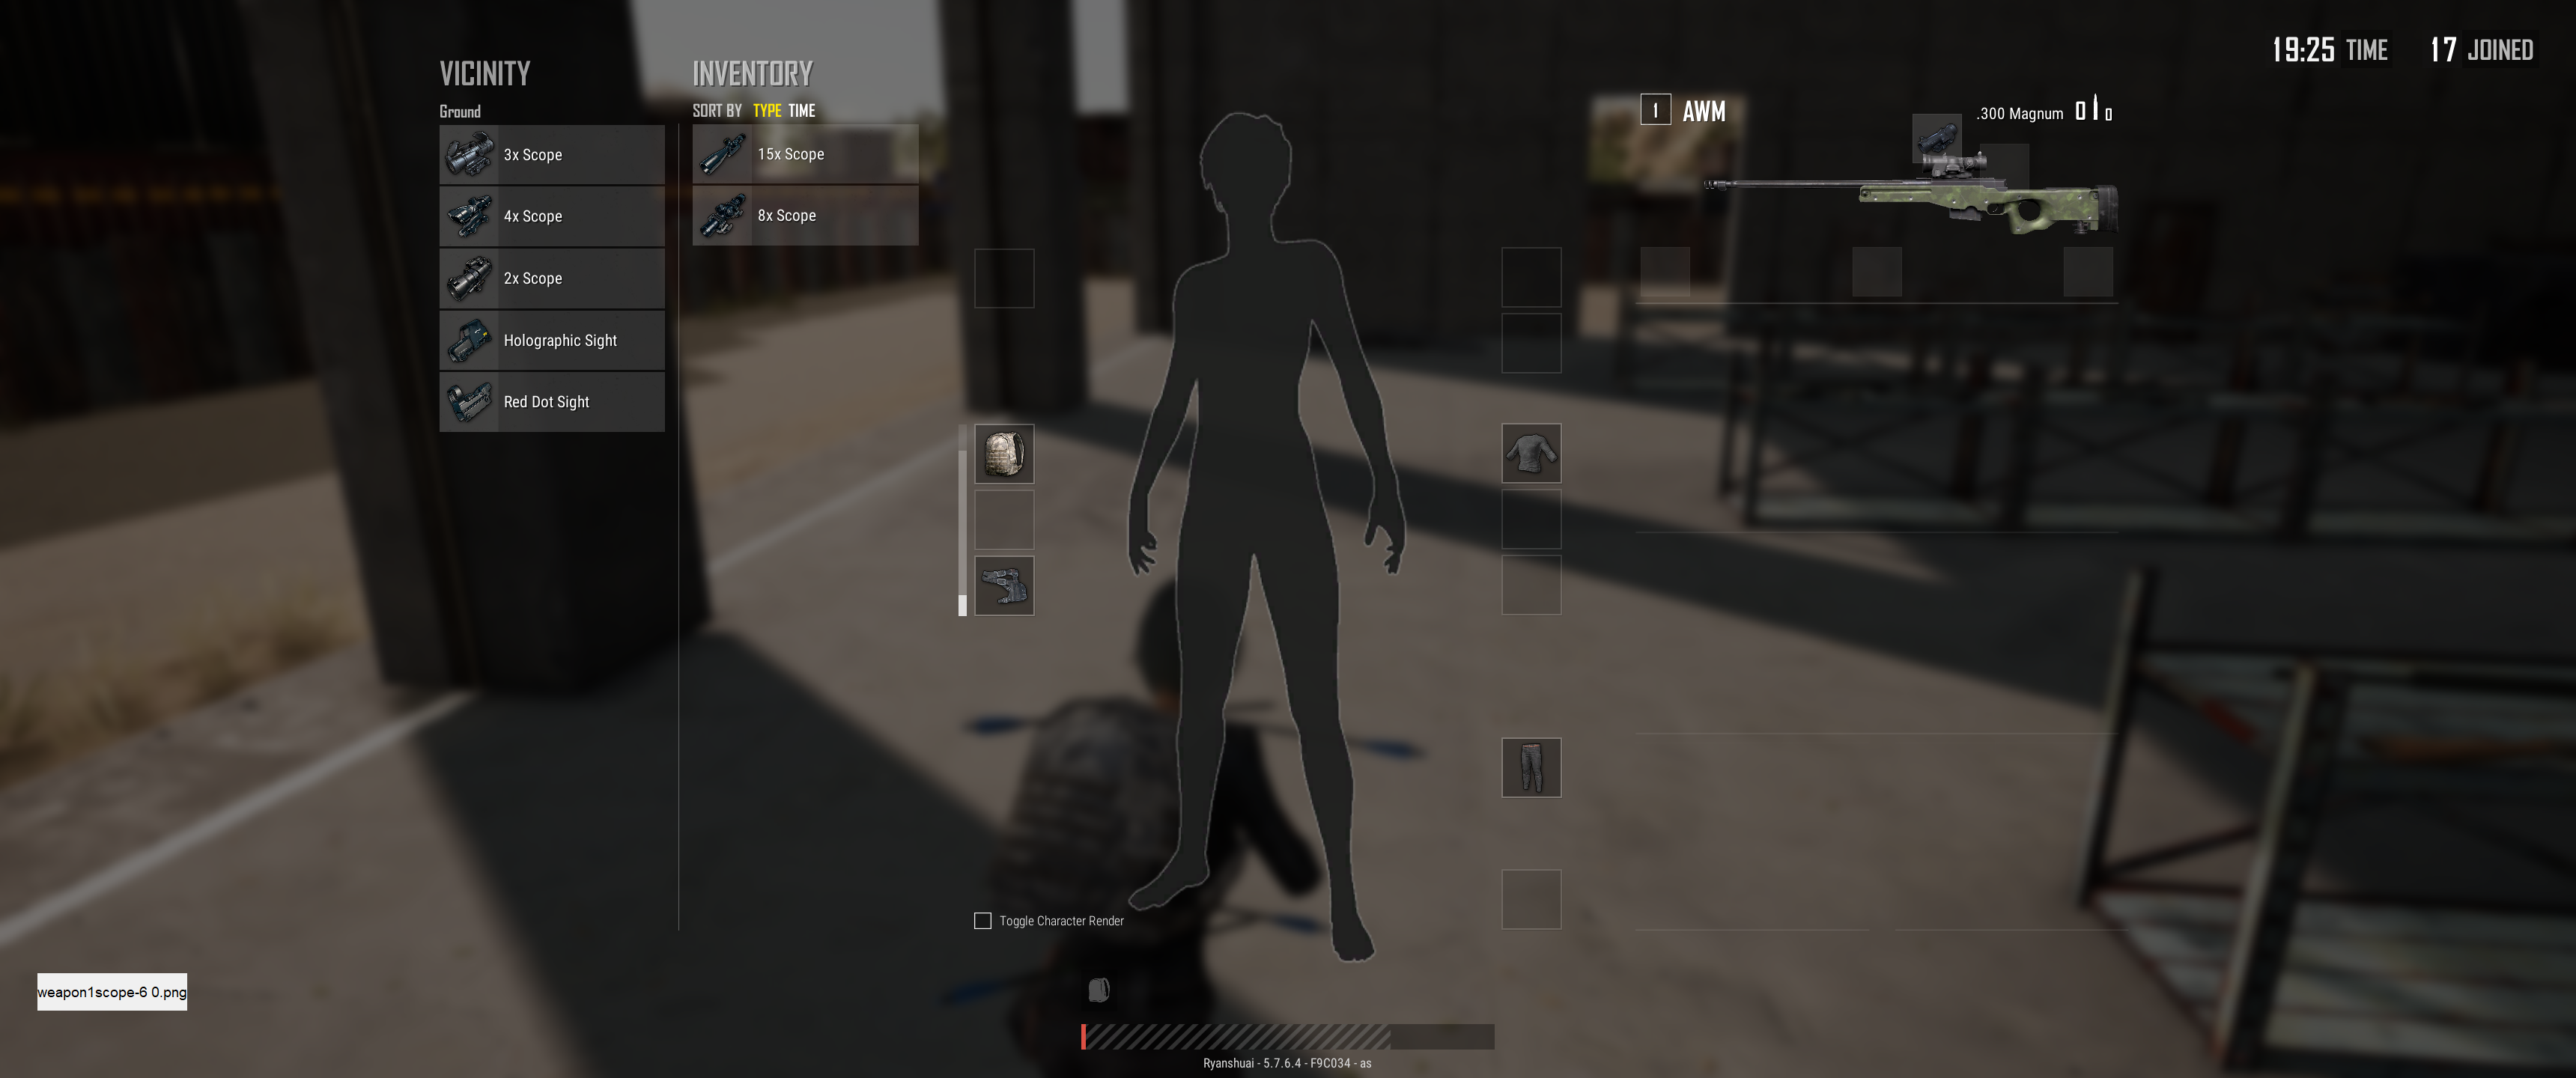 19:25 TIME 17 JOINED
VICINITY
INVENTORY
Ground
SORT BY TYPE TIME
3x Scope
4x Scope
2x Scope
Holographic Sight
Red Dot Sight
15x Scope
8x Scope
1 AWM .300 Magnum 0 0
Toggle Character Render
weapon1scope-6 0.png
Ryanshuai - 5.7.6.4 - F9C034 - as